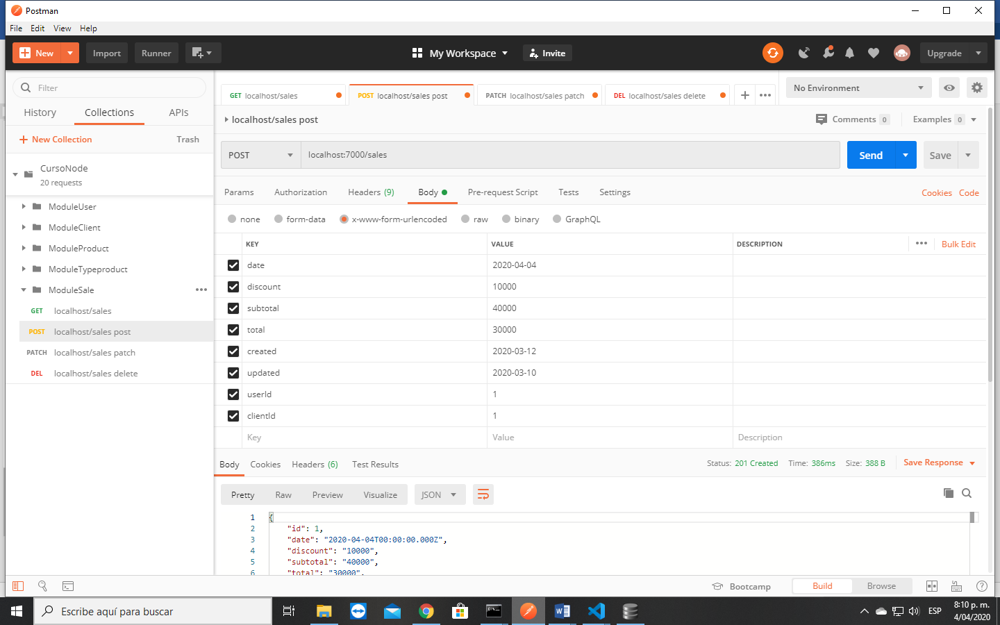 Postman
File Edit View Help
New Import Runner My Workspace Invite Upgrade
Filter
History Collections APIs
New Collection Trash
CursoNode
20 requests
ModuleUser
ModuleClient
ModuleProduct
ModuleTypeproduct
ModuleSale
GET localhost/sales
POST localhost/sales post
PATCH localhost/sales patch
DEL localhost/sales delete
GET localhost/sales POST localhost/sales post PATCH localhost/sales patch DEL localhost/sales delete No Environment
localhost/sales post Comments 0 Examples 0
POST localhost:7000/sales Send Save
Params Authorization Headers (9) Body Pre-request Script Tests Settings Cookies Code
none form-data x-www-form-urlencoded raw binary GraphQL
KEY VALUE DESCRIPTION Bulk Edit
date 2020-04-04
discount 10000
subtotal 40000
total 30000
created 2020-03-12
updated 2020-03-10
userId 1
clientId 1
Key Value Description
Body Cookies Headers (6) Test Results Status: 201 Created Time: 386ms Size: 388 B Save Response
Pretty Raw Preview Visualize JSON
1 {
2 "id": 1,
3 "date": "2020-04-04T00:00:00.000Z",
4 "discount": "10000",
5 "subtotal": "40000",
6 "total": "30000",
Bootcamp Build Browse
Escribe aquí para buscar ESP 8:10 p. m.
4/04/2020